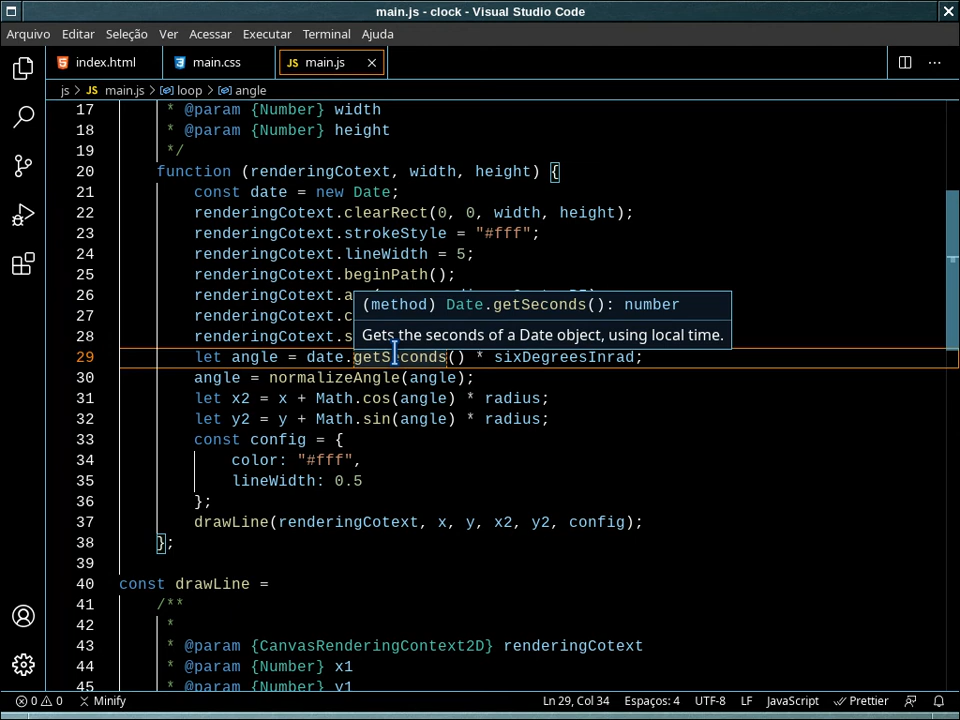 main.js - clock - Visual Studio Code
Arquivo Editar Seleção Ver Acessar Executar Terminal Ajuda
index.html main.css JS main.js
js > JS main.js > loop > angle
17 * @param {Number} width
18 * @param {Number} height
19 */
20 function (renderingCotext, width, height) {
21 const date = new Date;
22 renderingCotext.clearRect(0, 0, width, height);
23 renderingCotext.strokeStyle = "#fff";
24 renderingCotext.lineWidth = 5;
25 renderingCotext.beginPath();
26 renderingCotext.a
(method) Date.getSeconds(): number
27 renderingCotext.c
28 renderingCotext.s
Gets the seconds of a Date object, using local time.
29 let angle = date.getSeconds() * sixDegreesInrad;
30 angle = normalizeAngle(angle);
31 let x2 = x + Math.cos(angle) * radius;
32 let y2 = y + Math.sin(angle) * radius;
33 const config = {
34 color: "#fff",
35 lineWidth: 0.5
36 };
37 drawLine(renderingCotext, x, y, x2, y2, config);
38 };
39
40 const drawLine =
41 /**
42 *
43 * @param {CanvasRenderingContext2D} renderingCotext
44 * @param {Number} x1
45 * @param {Number} y1
0 0 Minify Ln 29, Col 34 Espaços: 4 UTF-8 LF JavaScript Prettier